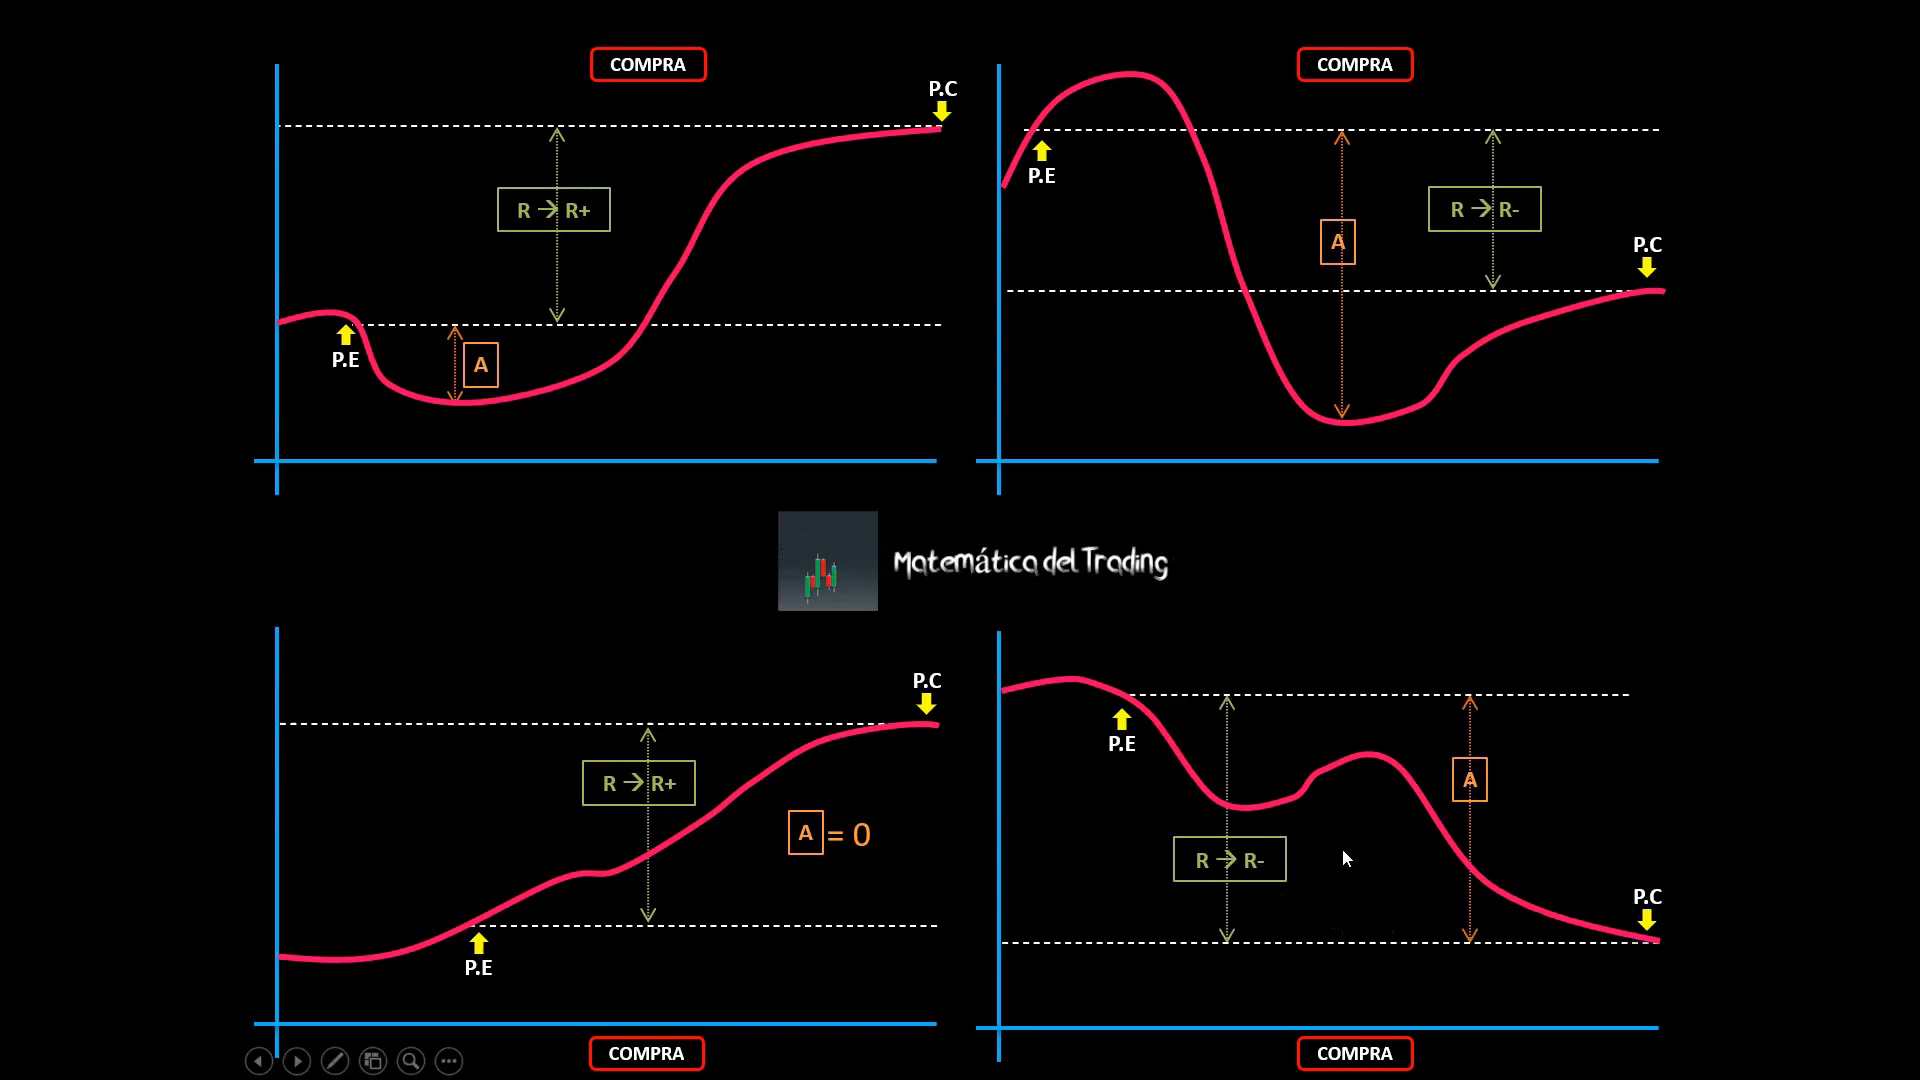 COMPRA
P.C
R → R+
P.E
A
COMPRA
P.E
A
R → R-
P.C
Matemática del Trading
P.C
R → R+
A = 0
P.E
COMPRA
P.E
A
R → R-
P.C
COMPRA